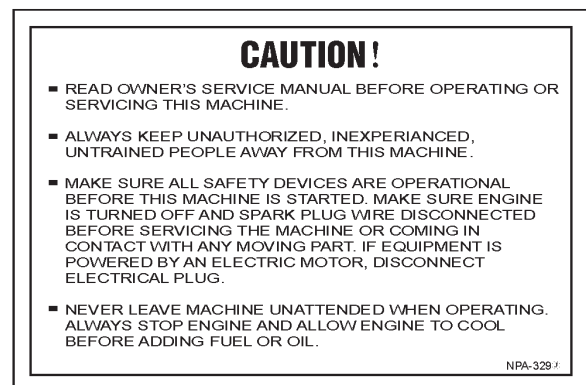 CAUTION!
▬ READ OWNER'S SERVICE MANUAL BEFORE OPERATING OR
SERVICING THIS MACHINE.
▬ ALWAYS KEEP UNAUTHORIZED, INEXPERIANCED,
UNTRAINED PEOPLE AWAY FROM THIS MACHINE.
▬ MAKE SURE ALL SAFETY DEVICES ARE OPERATIONAL
BEFORE THIS MACHINE IS STARTED. MAKE SURE ENGINE
IS TURNED OFF AND SPARK PLUG WIRE DISCONNECTED
BEFORE SERVICING THE MACHINE OR COMING IN
CONTACT WITH ANY MOVING PART. IF EQUIPMENT IS
POWERED BY AN ELECTRIC MOTOR, DISCONNECT
ELECTRICAL PLUG.
▬ NEVER LEAVE MACHINE UNATTENDED WHEN OPERATING.
ALWAYS STOP ENGINE AND ALLOW ENGINE TO COOL
BEFORE ADDING FUEL OR OIL.